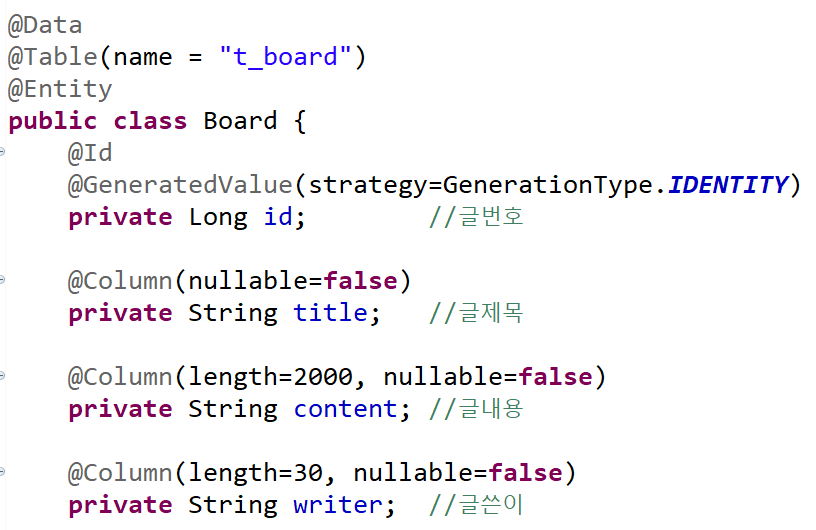 @Data
@Table(name = "t_board")
@Entity
public class Board {
@Id
@GeneratedValue(strategy=GenerationType.IDENTITY)
private Long id; //글번호
@Column(nullable=false)
private String title; //글제목
@Column(length=2000, nullable=false)
private String content; //글내용
@Column(length=30, nullable=false)
private String writer; //글쓴이